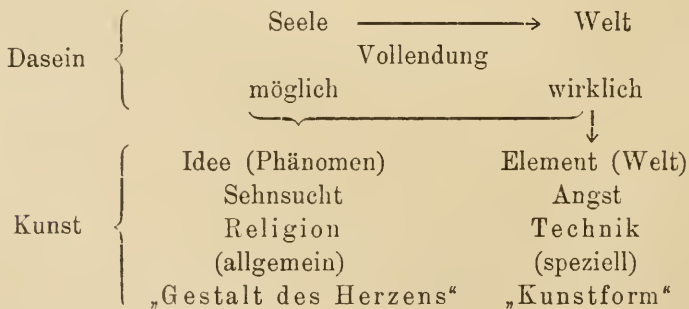 Seele Welt
Dasein Vollendung
möglich wirklich
Idee (Phänomen) Element (Welt)
Sehnsucht Angst
Kunst Religion Technik
(allgemein) (speziell)
„Gestalt des Herzens“ „Kunstform“